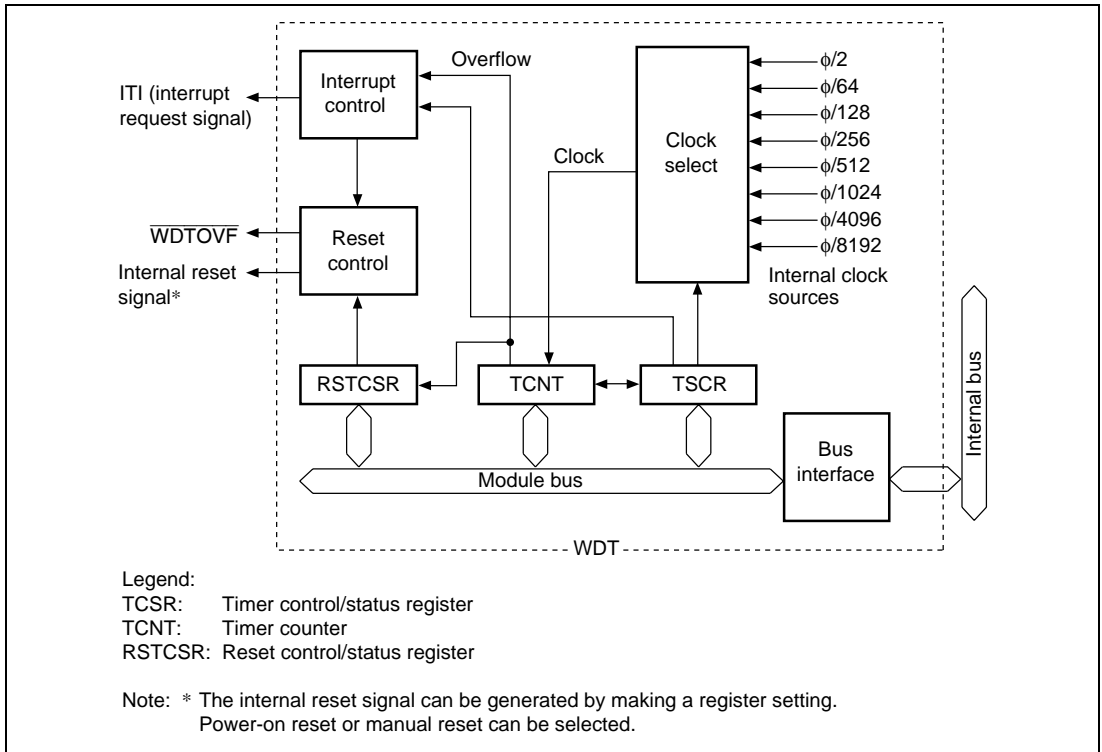 Overflow
Interrupt
control
ITI (interrupt
request signal)
ϕ/2
ϕ/64
ϕ/128
ϕ/256
ϕ/512
ϕ/1024
ϕ/4096
ϕ/8192
Clock
select
Clock
Internal clock
sources
WDTOVF
Internal reset
signal*
Reset
control
RSTCSR
TCNT
TSCR
Module bus
Bus
interface
Internal bus
WDT
Legend:
TCSR: Timer control/status register
TCNT: Timer counter
RSTCSR: Reset control/status register
Note: * The internal reset signal can be generated by making a register setting.
Power-on reset or manual reset can be selected.